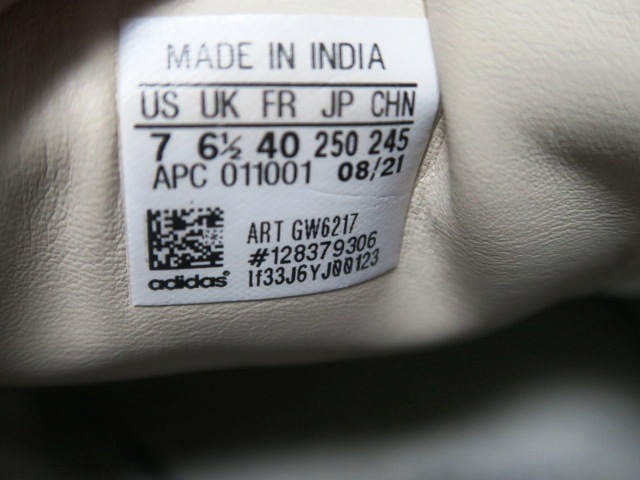 MADE IN INDIA
US UK FR JP CHN
7 6½ 40 250 245
APC 011001 08/21
ART GW6217
#128379306
adidas® lf33J6YJ00123